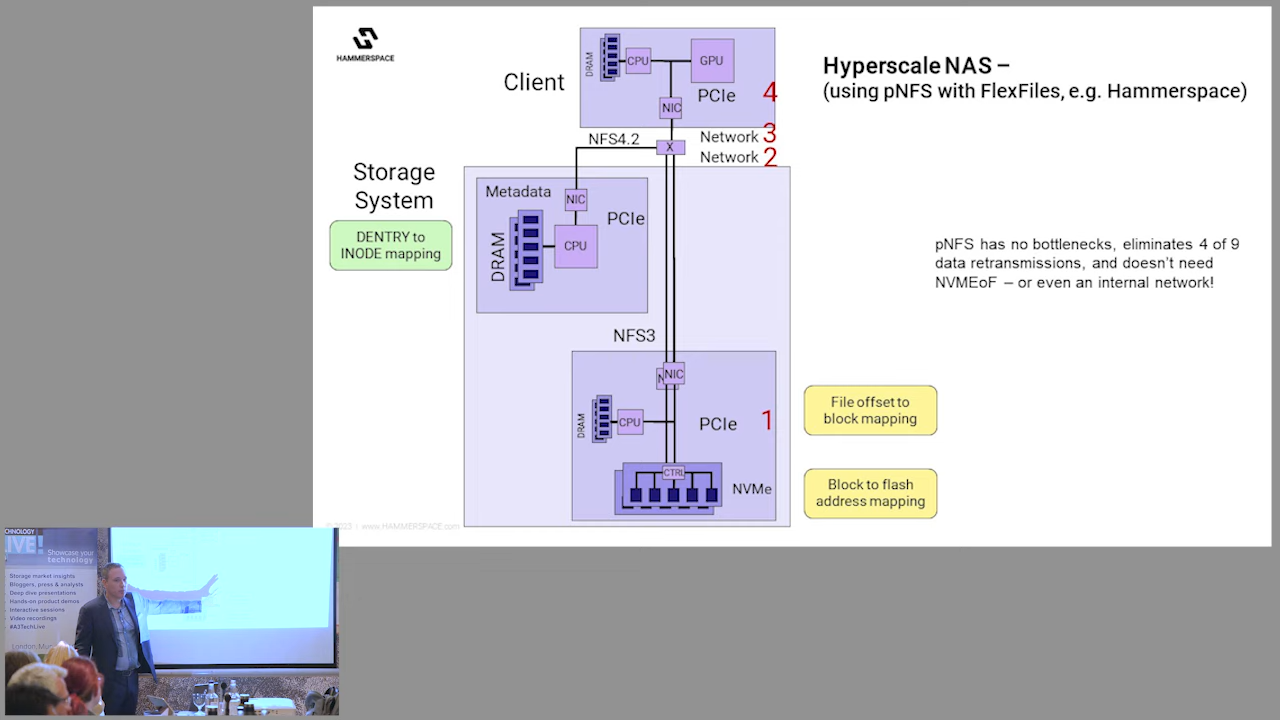 HAMMERSPACE
Hyperscale NAS –
(using pNFS with FlexFiles, e.g. Hammerspace)
Client
DRAM
CPU
GPU
PCIe
4
NIC
NFS4.2
X
Network 3
Network 2
Storage
System
Metadata
NIC
PCIe
DRAM
CPU
DENTRY to
INODE mapping
pNFS has no bottlenecks, eliminates 4 of 9
data retransmissions, and doesn't need
NVMEoF – or even an internal network!
NFS3
NIC
DRAM
CPU
PCIe
1
File offset to
block mapping
CTRL
NVMe
Block to flash
address mapping
© 2023 | www.HAMMERSPACE.com
CHNOLOGY
IVE!
Showcase your
technology
Storage market insights
Bloggers, press & analysts
Deep dive presentations
Hands-on product demos
Interactive sessions
Video recordings
#A3TechLive